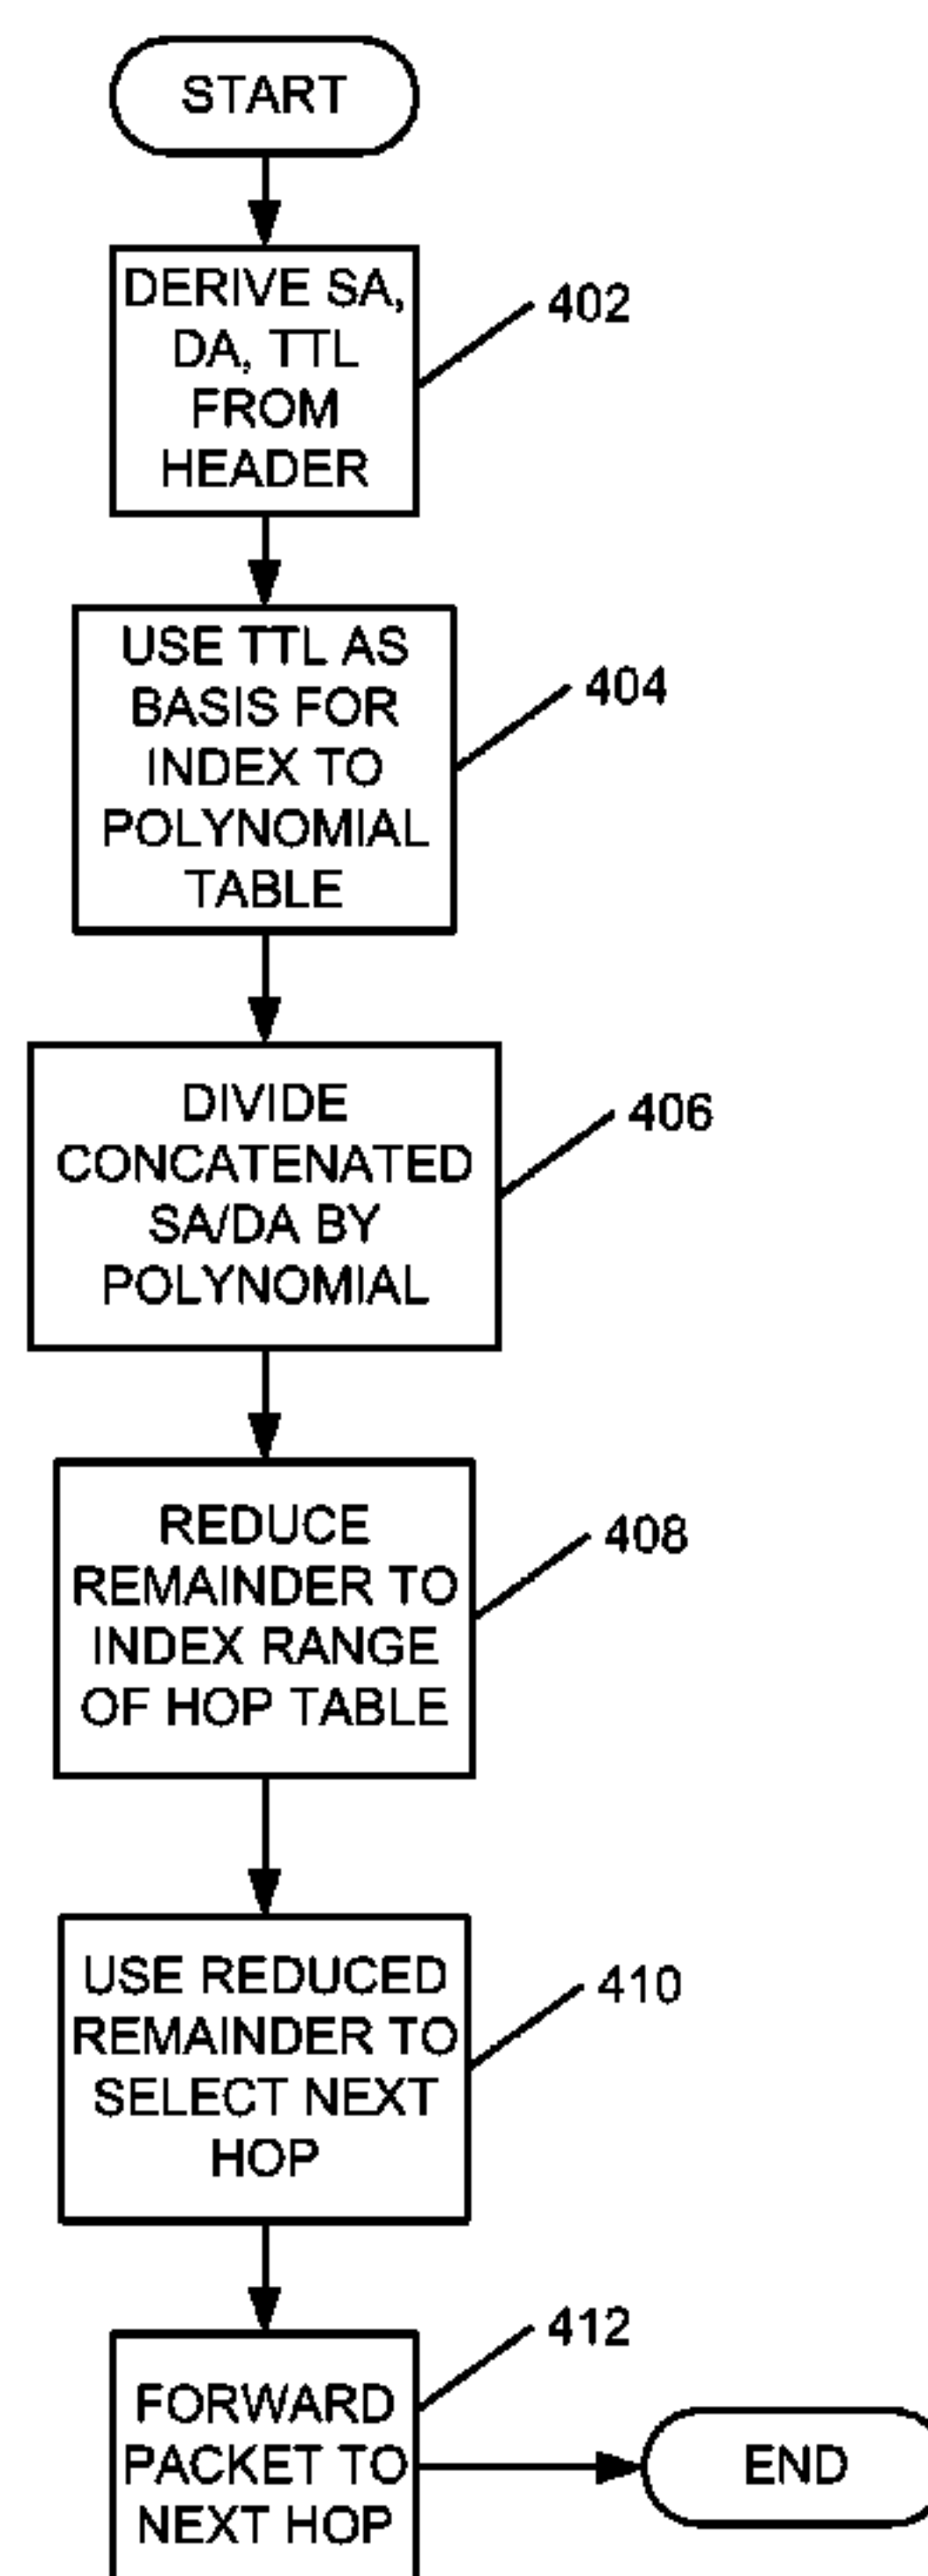 START
DERIVE SA,
DA, TTL
FROM
HEADER
402
USE TTL AS
BASIS FOR
INDEX TO
POLYNOMIAL
TABLE
404
DIVIDE
CONCATENATED
SA/DA BY
POLYNOMIAL
406
REDUCE
REMAINDER TO
INDEX RANGE
OF HOP TABLE
408
USE REDUCED
REMAINDER TO
SELECT NEXT
HOP
410
FORWARD
PACKET TO
NEXT HOP
412
END